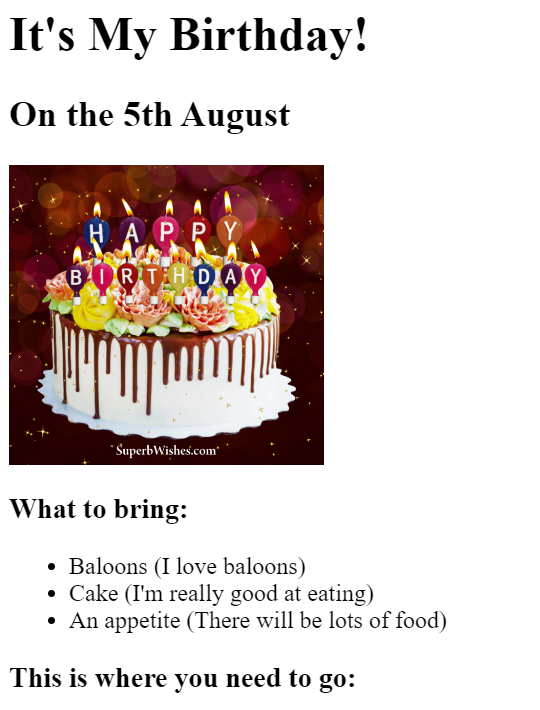 It's My Birthday!
On the 5th August
HAPPY
BIRTHDAY
SuperbWishes.com
What to bring:
Baloons (I love baloons)
Cake (I'm really good at eating)
An appetite (There will be lots of food)
This is where you need to go: